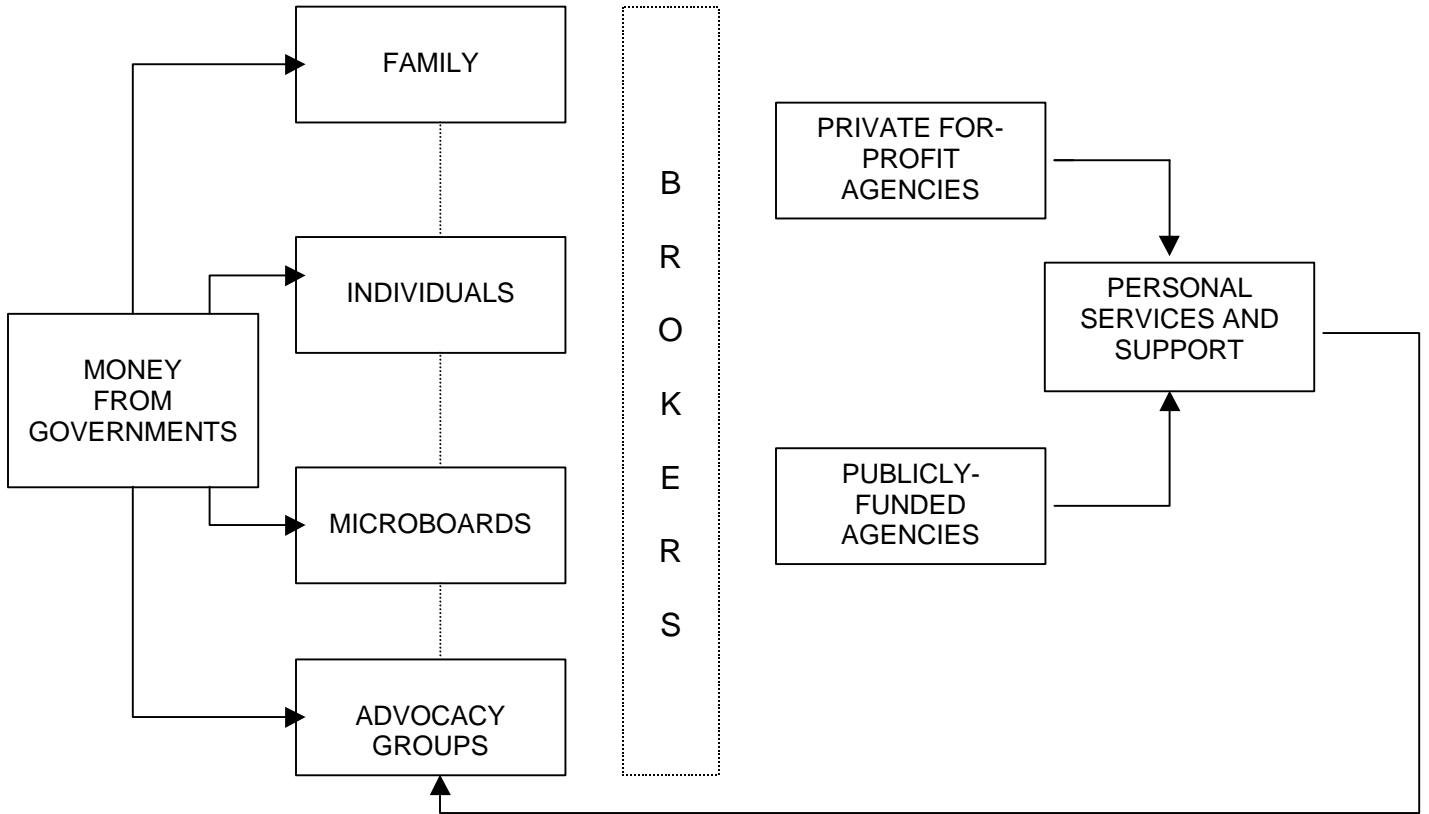 FAMILY
INDIVIDUALS
MONEY
FROM
GOVERNMENTS
MICROBOARDS
ADVOCACY
GROUPS
B
R
O
K
E
R
S
PRIVATE FOR-
PROFIT
AGENCIES
PERSONAL
SERVICES AND
SUPPORT
PUBLICLY-
FUNDED
AGENCIES